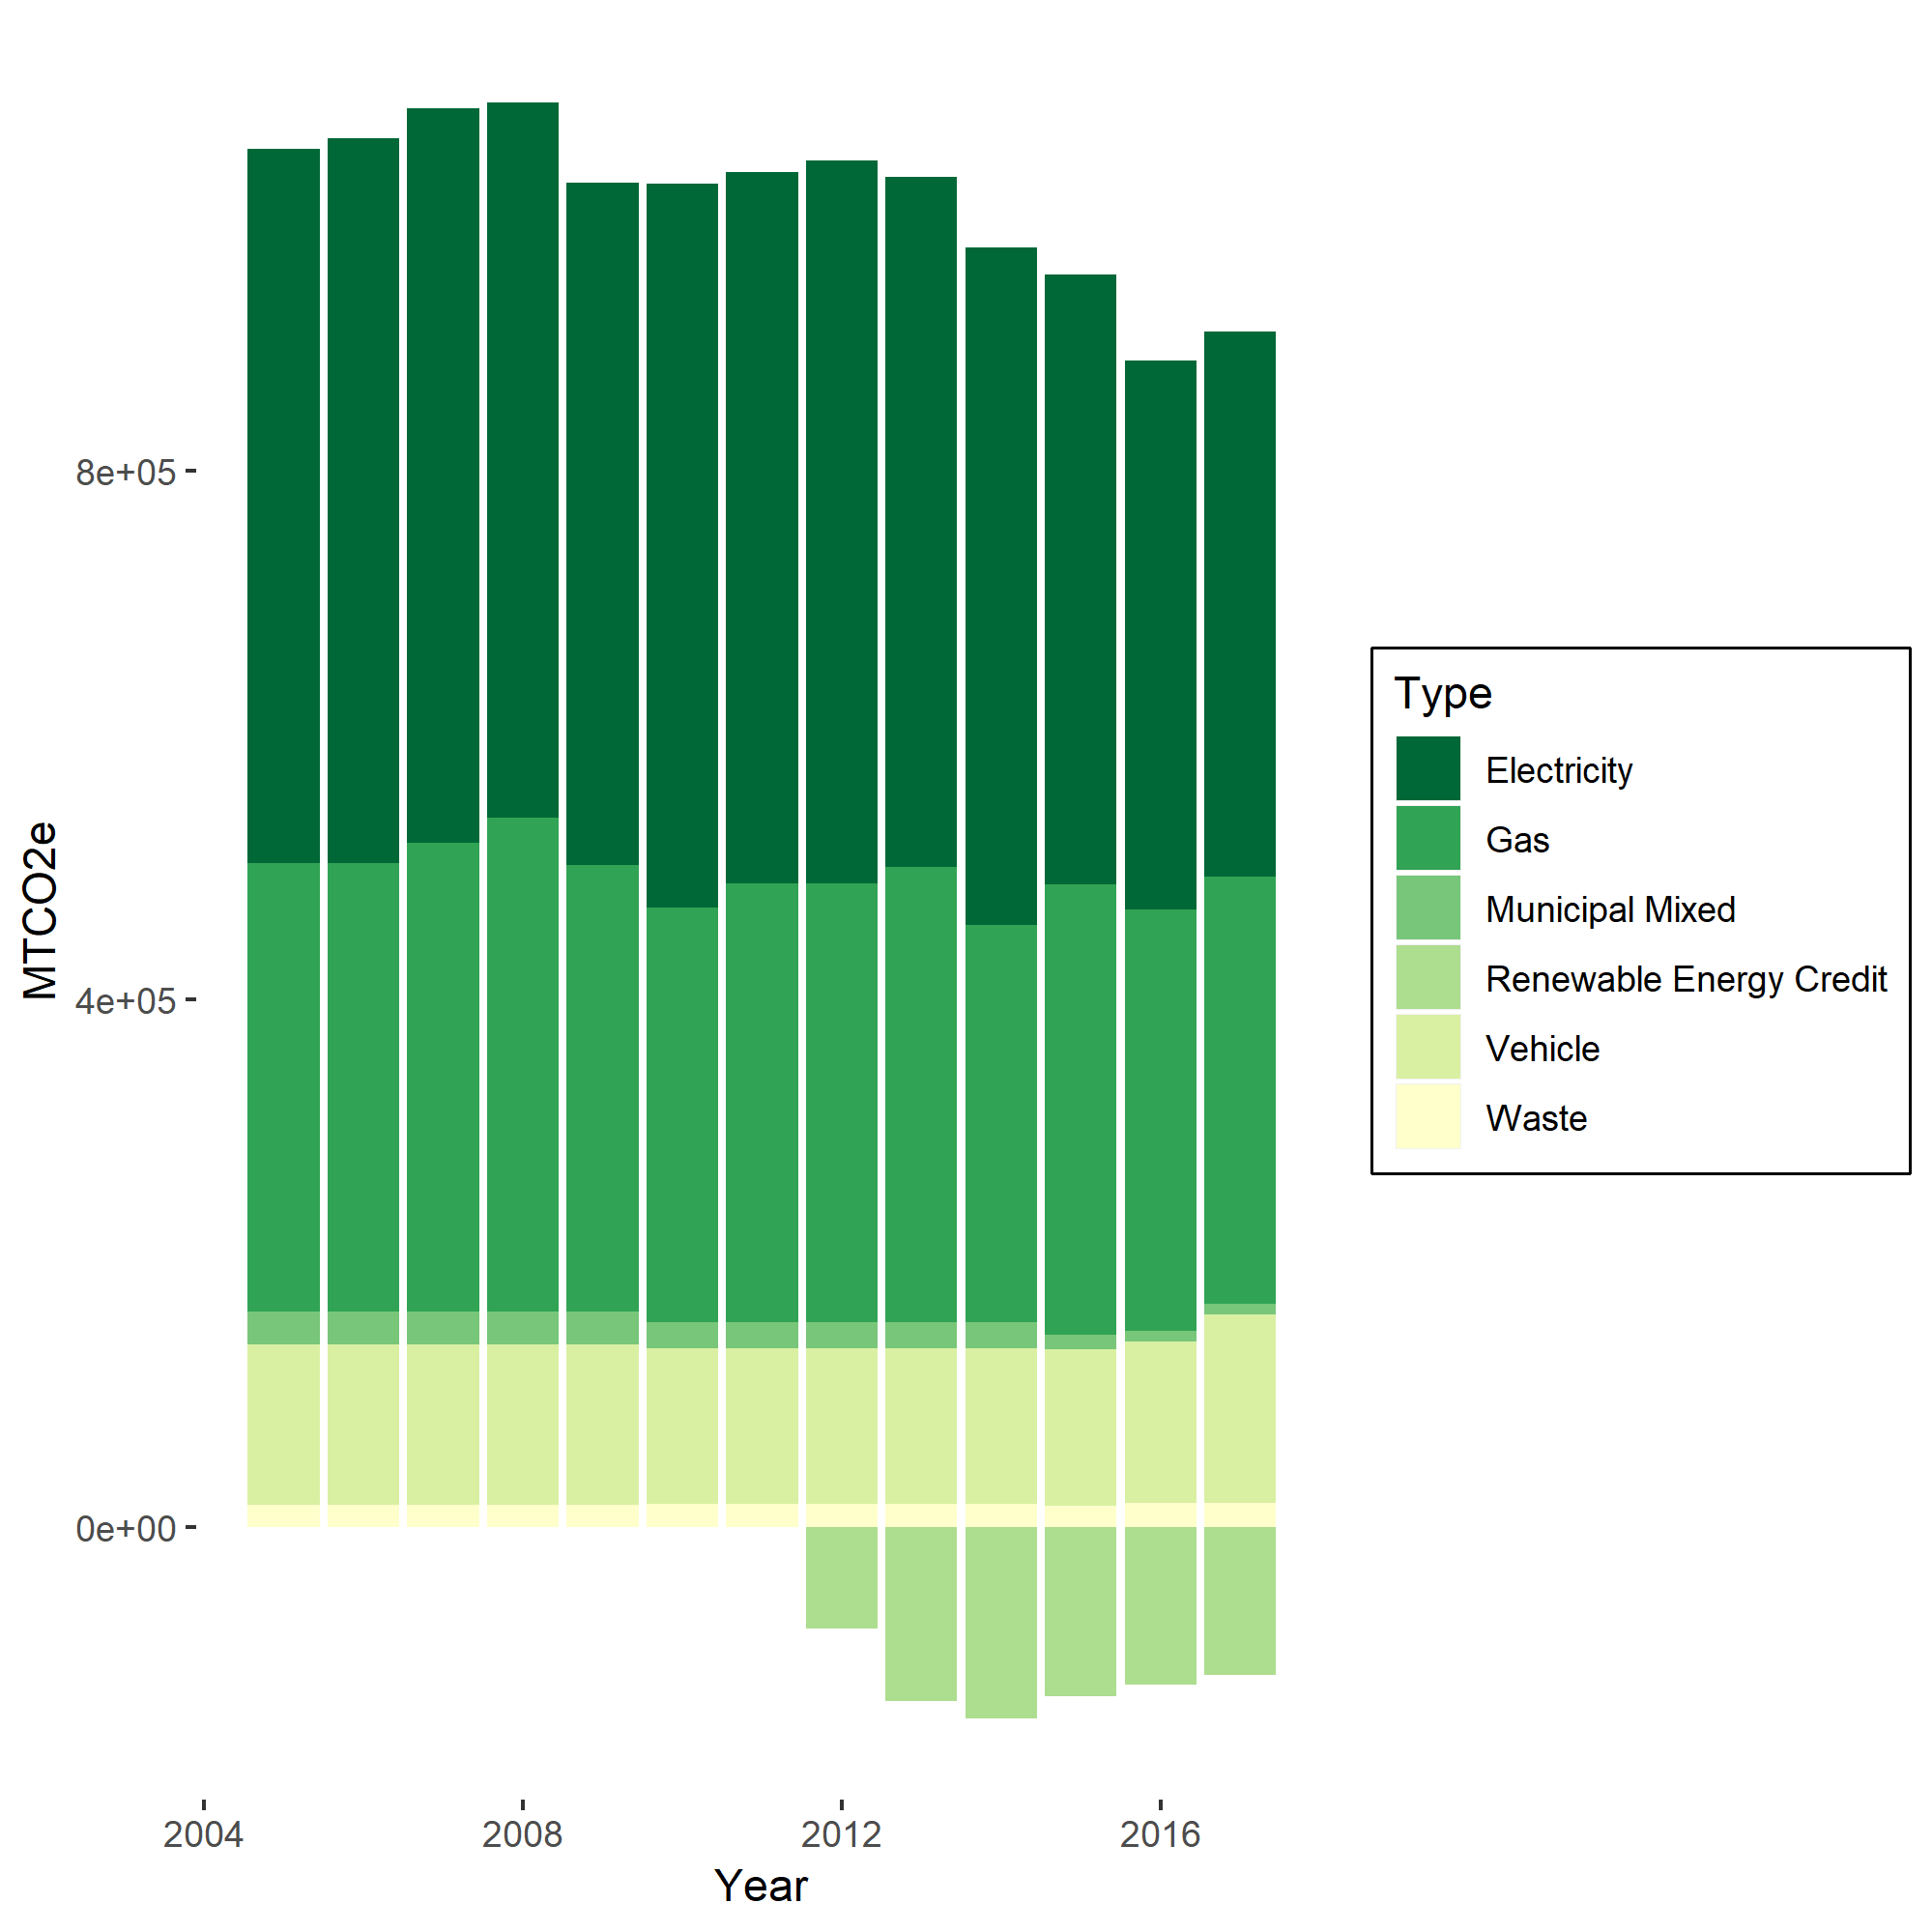 MTCO2e
8e+05
4e+05
0e+00
2004
2008
2012
2016
Year
Type
Electricity
Gas
Municipal Mixed
Renewable Energy Credit
Vehicle
Waste